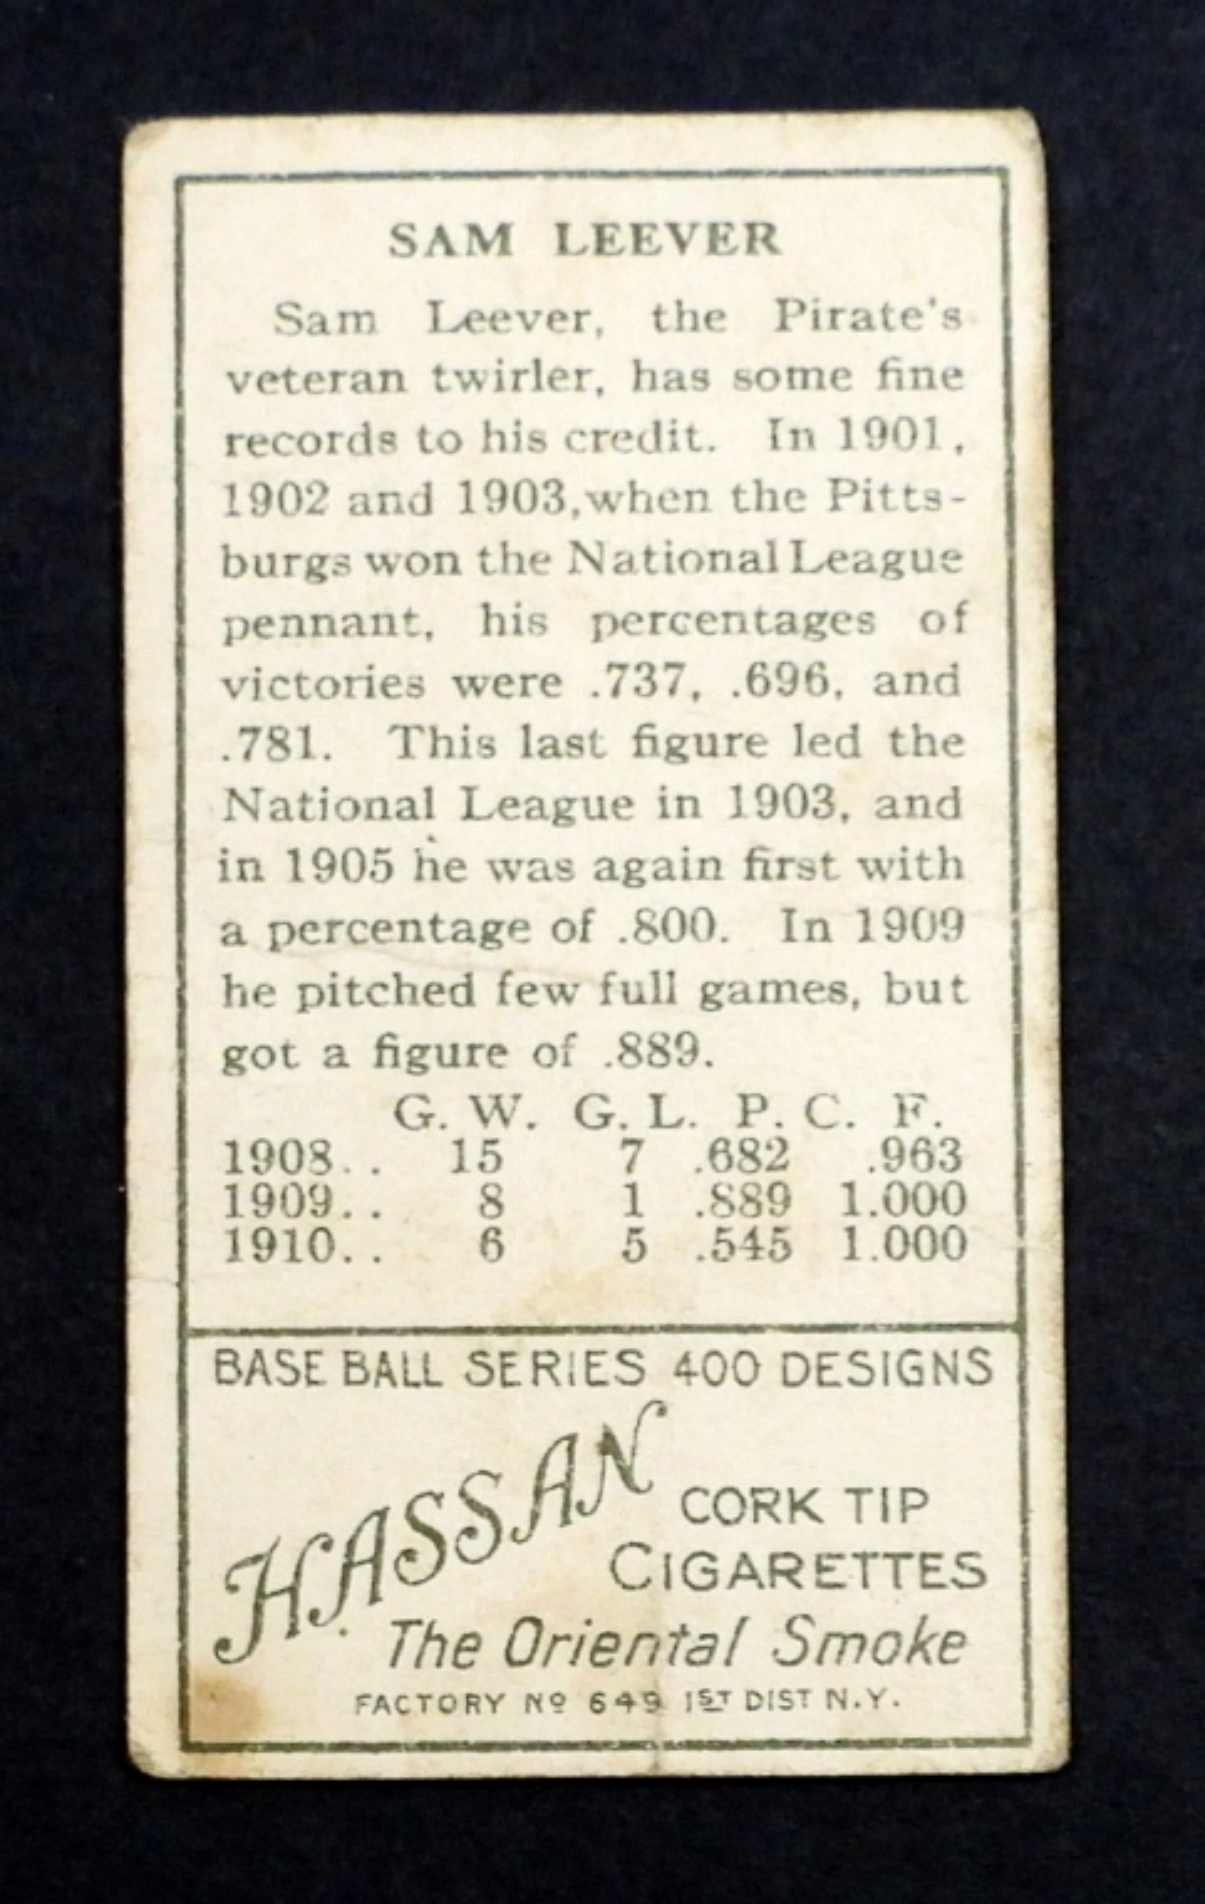 SAM LEEVER
Sam Leever, the Pirate's
veteran twirler, has some fine
records to his credit. In 1901,
1902 and 1903,when the Pitts-
burgs won the National League
pennant, his percentages of
victories were .737, .696, and
.781. This last figure led the
National League in 1903, and
in 1905 he was again first with
a percentage of .800. In 1909
he pitched few full games, but
got a figure of .889.
G. W. G. L. P. C. F.
1908.. 15 7 .682 .963
1909.. 8 1 .889 1.000
1910.. 6 5 .545 1.000
BASE BALL SERIES 400 DESIGNS
HASSAN
CORK TIP
CIGARETTES
The Oriental Smoke
FACTORY Nº 649 1ST DIST N.Y.